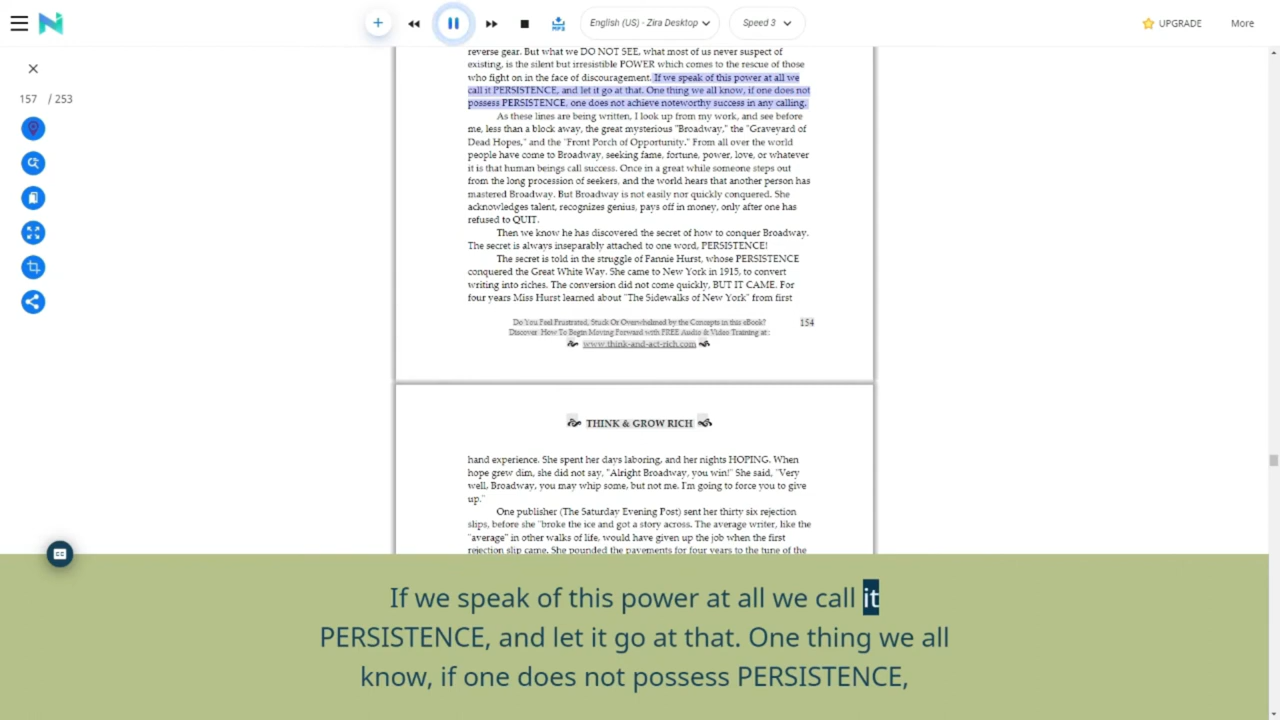 English (US) - Zira Desktop
Speed 3
UPGRADE
More
MP3
157 / 253
reverse gear. But what we DO NOT SEE, what most of us never suspect of
existing, is the silent but irresistible POWER which comes to the rescue of those
who fight on in the face of discouragement. If we speak of this power at all we
call it PERSISTENCE, and let it go at that. One thing we all know, if one does not
possess PERSISTENCE, one does not achieve noteworthy success in any calling.
As these lines are being written, I look up from my work, and see before
me, less than a block away, the great mysterious "Broadway," the "Graveyard of
Dead Hopes," and the "Front Porch of Opportunity." From all over the world
people have come to Broadway, seeking fame, fortune, power, love, or whatever
it is that human beings call success. Once in a great while someone steps out
from the long procession of seekers, and the world hears that another person has
mastered Broadway. But Broadway is not easily nor quickly conquered. She
acknowledges talent, recognizes genius, pays off in money, only after one has
refused to QUIT.
Then we know he has discovered the secret of how to conquer Broadway.
The secret is always inseparably attached to one word, PERSISTENCE!
The secret is told in the struggle of Fannie Hurst, whose PERSISTENCE
conquered the Great White Way. She came to New York in 1915, to convert
writing into riches. The conversion did not come quickly, BUT IT CAME. For
four years Miss Hurst learned about "The Sidewalks of New York" from first
Do You Feel Frustrated, Stuck Or Overwhelmed by the Concepts in this eBook? 154
Discover How To Begin Moving Forward with FREE Audio & Video Training at:
www.think-and-act-rich.com
THINK & GROW RICH
hand experience. She spent her days laboring, and her nights HOPING. When
hope grew dim, she did not say, "Alright Broadway, you win!" She said, "Very
well, Broadway, you may whip some, but not me. I'm going to force you to give
up."
One publisher (The Saturday Evening Post) sent her thirty six rejection
slips, before she "broke the ice and got a story across. The average writer, like the
"average" in other walks of life, would have given up the job when the first
rejection slip came. She pounded the pavements for four years to the tune of the
CC
If we speak of this power at all we call it
PERSISTENCE, and let it go at that. One thing we all
know, if one does not possess PERSISTENCE,